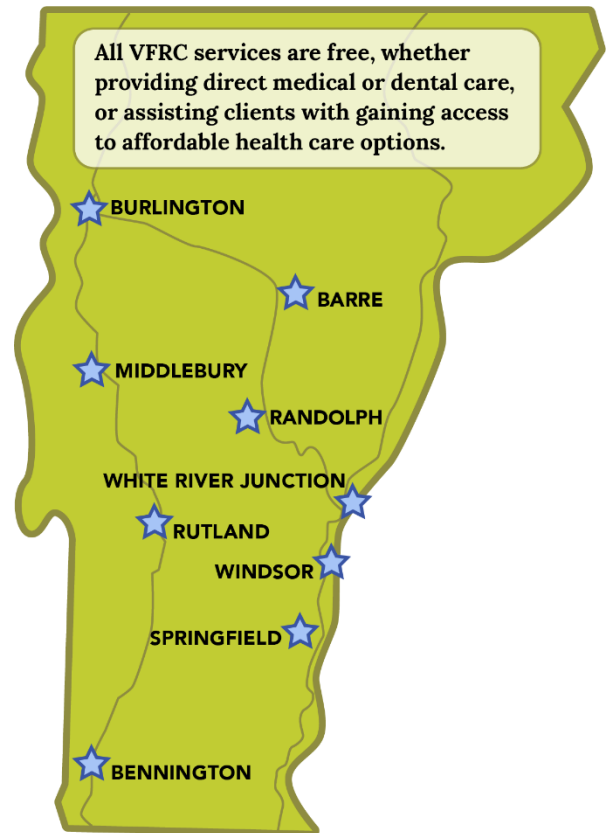 All VFRC services are free, whether
providing direct medical or dental care,
or assisting clients with gaining access
to affordable health care options.
BURLINGTON
BARRE
MIDDLEBURY
RANDOLPH
WHITE RIVER JUNCTION
RUTLAND
WINDSOR
SPRINGFIELD
BENNINGTON